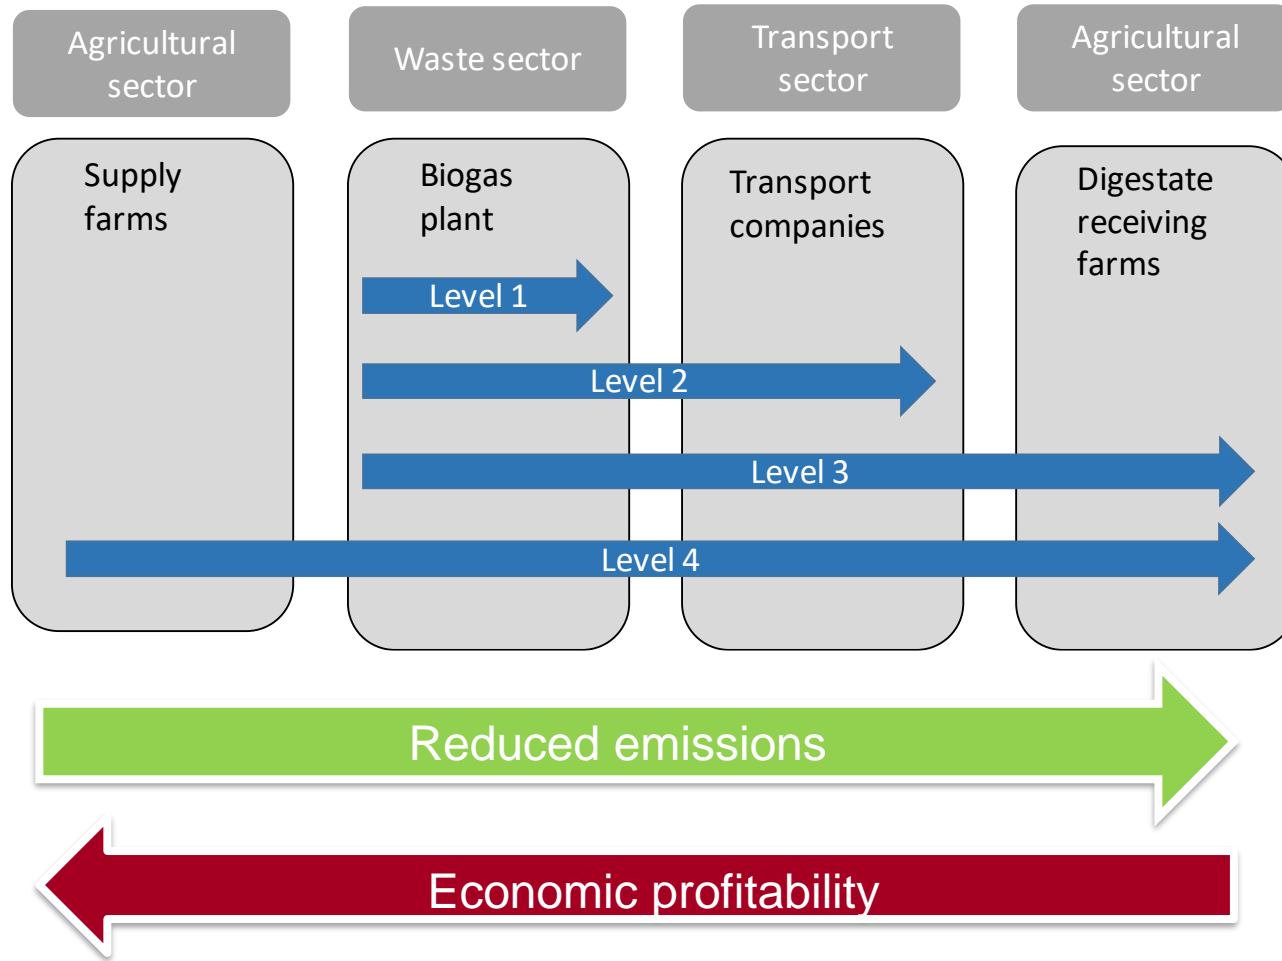 Agricultural
sector
Waste sector
Transport
sector
Agricultural
sector
Supply
farms
Biogas
plant
Transport
companies
Digestate
receiving
farms
Level 1
Level 2
Level 3
Level 4
Reduced emissions
Economic profitability